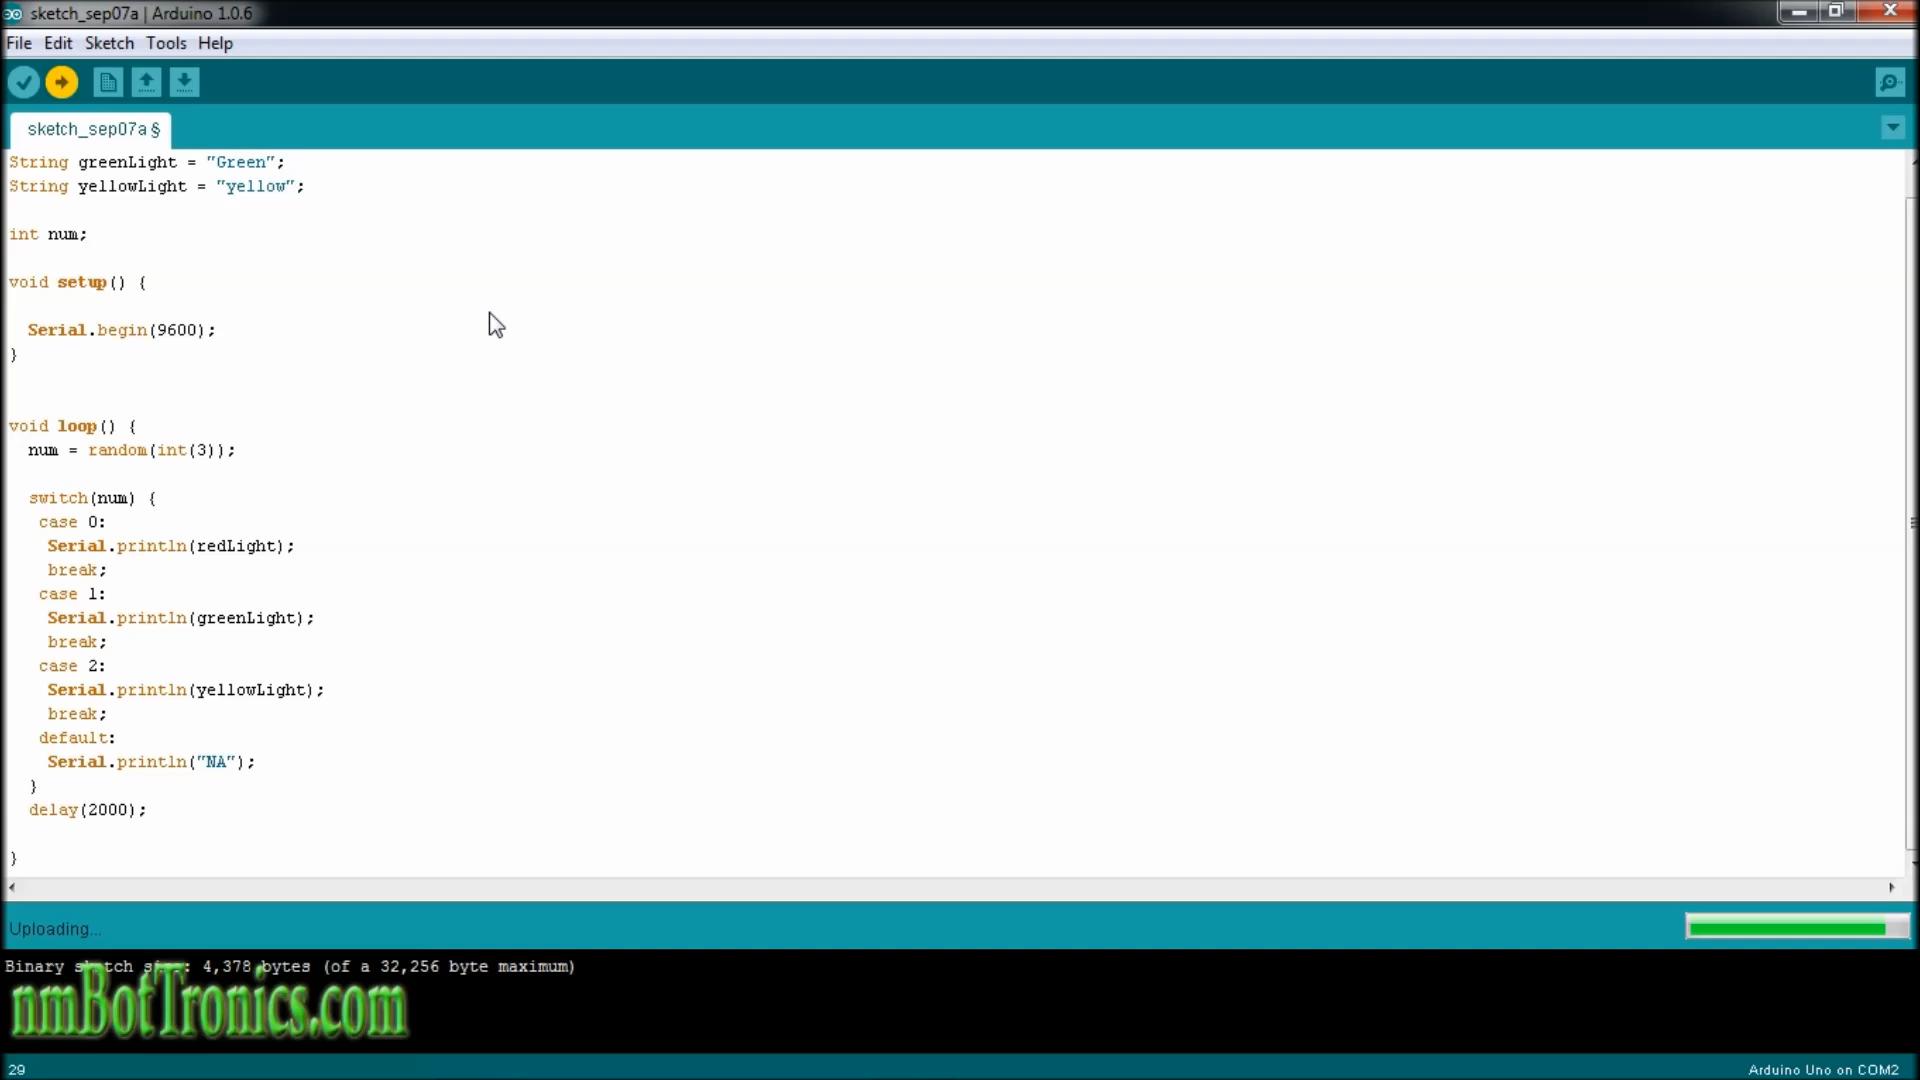 sketch_sep07a | Arduino 1.0.6
File Edit Sketch Tools Help
sketch_sep07a §
String greenLight = "Green";
String yellowLight = "yellow";
int num;
void setup() {
Serial.begin(9600);
}
void loop() {
num = random(int(3));
switch(num) {
case 0:
Serial.println(redLight);
break;
case 1:
Serial.println(greenLight);
break;
case 2:
Serial.println(yellowLight);
break;
default:
Serial.println("NA");
}
delay(2000);
}
Uploading...
Binary sketch size: 4,378 bytes (of a 32,256 byte maximum)
nmBotTronics.com
29
Arduino Uno on COM2